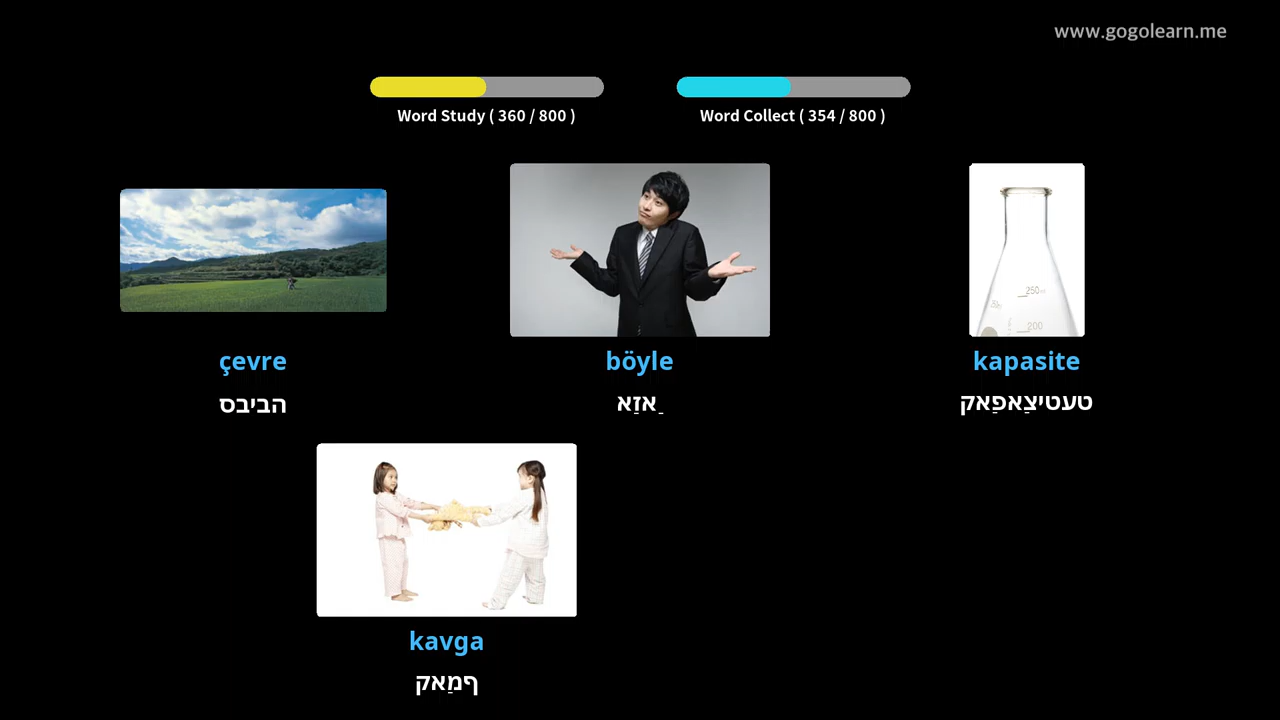 www.gogolearn.me
Word Study ( 360 / 800 )
Word Collect ( 354 / 800 )
çevre
böyle
kapasite
הביבס
ַאזַא
טעטיצַאפַאק
kavga
ףמַאק